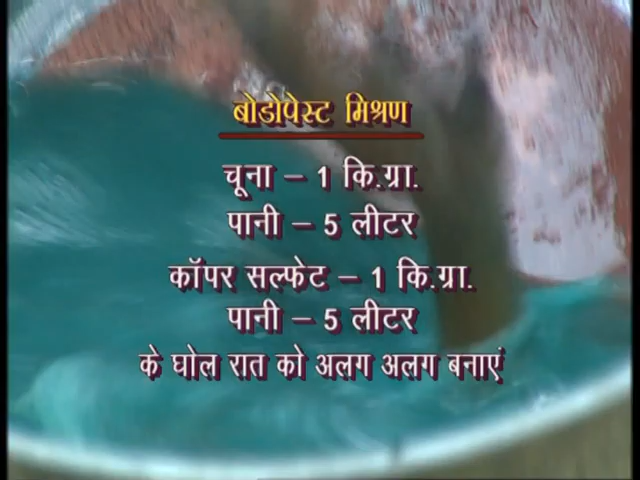 बोडोपेस्ट मिश्रण
चूना – 1 कि.ग्रा.
पानी – 5 लीटर
कॉपर सल्फेट – 1 कि.ग्रा.
पानी – 5 लीटर
के घोल रात को अलग अलग बनाएं